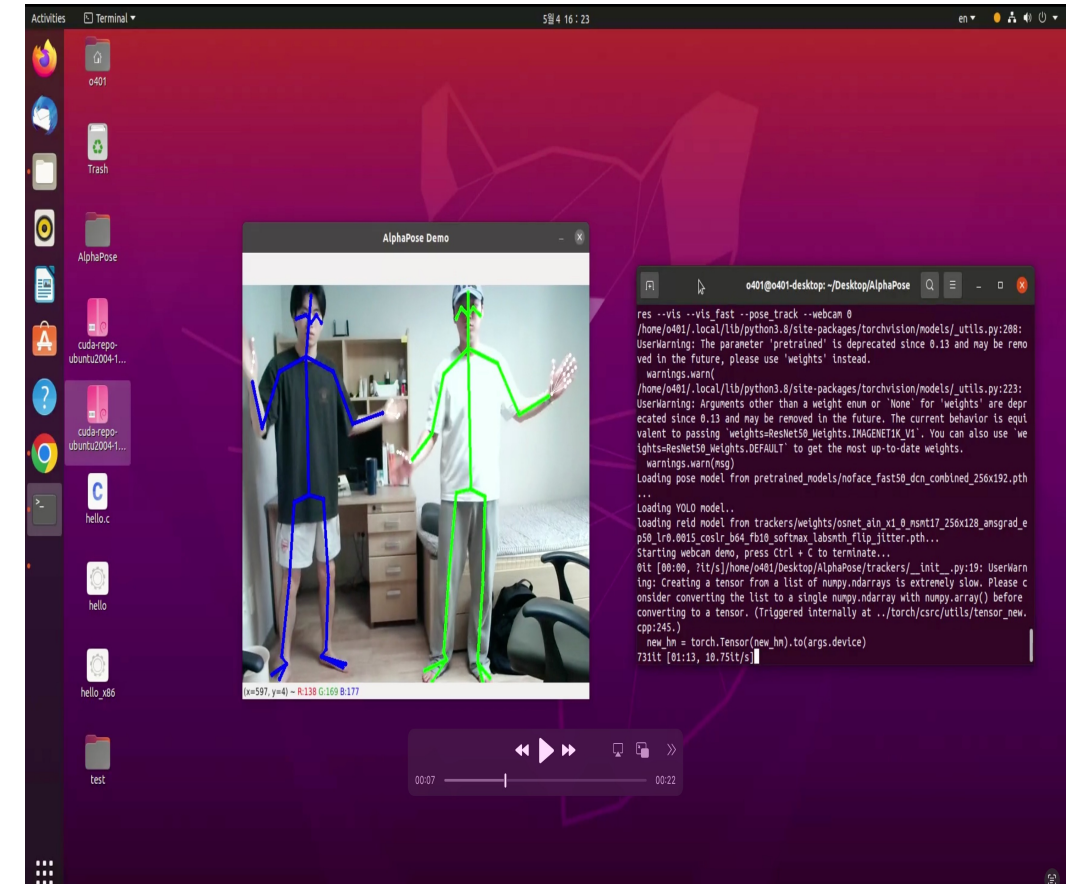 Activities
Terminal
5월 4 16 : 23
en
o401
Trash
AlphaPose
cuda-repo-
ubuntu2004-1...
cuda-repo-
ubuntu2004-1...
C
hello.c
hello
hello_x86
test
AlphaPose Demo
(x=597, y=4) ~ R:138 G:169 B:177
o401@o401-desktop: ~/Desktop/AlphaPose
res --vis --vis_fast --pose_track --webcam 0
/home/o401/.local/lib/python3.8/site-packages/torchvision/models/_utils.py:208:
UserWarning: The parameter 'pretrained' is deprecated since 0.13 and may be remo
ved in the future, please use 'weights' instead.
warnings.warn(
/home/o401/.local/lib/python3.8/site-packages/torchvision/models/_utils.py:223:
UserWarning: Arguments other than a weight enum or `None` for 'weights' are depr
ecated since 0.13 and may be removed in the future. The current behavior is equi
valent to passing `weights=ResNet50_Weights.IMAGENET1K_V1`. You can also use `we
ights=ResNet50_Weights.DEFAULT` to get the most up-to-date weights.
warnings.warn(msg)
Loading pose model from pretrained_models/noface_fast50_dcn_combined_256x192.pth
...
Loading YOLO model..
loading reid model from trackers/weights/osnet_ain_x1_0_msmt17_256x128_amsgrad_e
p50_lr0.0015_coslr_b64_fb10_softmax_labsmth_flip_jitter.pth...
Starting webcam demo, press Ctrl + C to terminate...
0it [00:00, ?it/s]/home/o401/Desktop/AlphaPose/trackers/__init__.py:19: UserWarn
ing: Creating a tensor from a list of numpy.ndarrays is extremely slow. Please c
onsider converting the list to a single numpy.ndarray with numpy.array() before
converting to a tensor. (Triggered internally at ../torch/csrc/utils/tensor_new.
cpp:245.)
new_hm = torch.Tensor(new_hm).to(args.device)
731it [01:13, 10.75it/s]
00:07
00:22